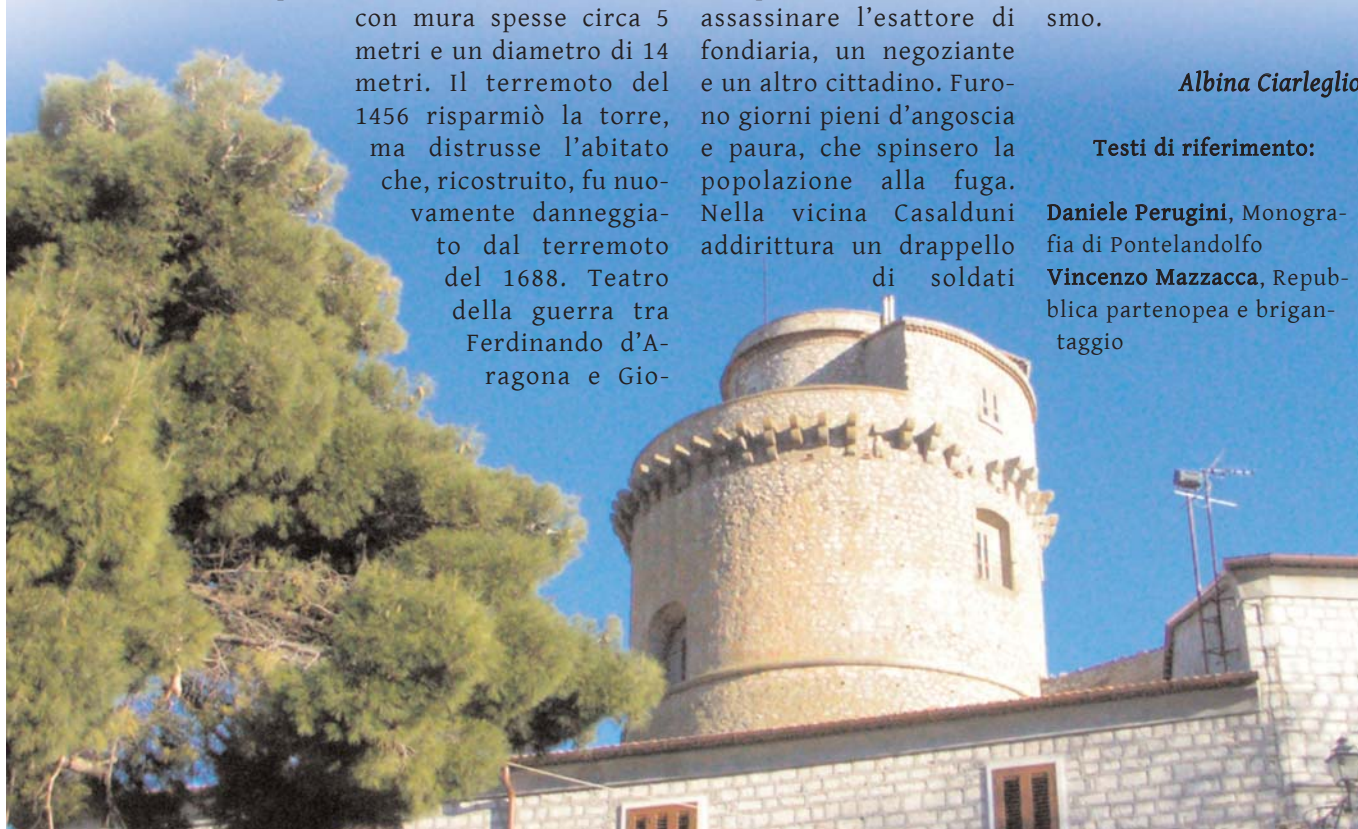 con mura spesse circa 5
metri e un diametro di 14
metri. Il terremoto del
1456 risparmiò la torre,
ma distrusse l'abitato
che, ricostruito, fu nuo-
vamente danneggia-
to dal terremoto
del 1688. Teatro
della guerra tra
Ferdinando d'A-
ragona e Gio-
assassinare l'esattore di
fondiaria, un negoziante
e un altro cittadino. Furo-
no giorni pieni d'angoscia
e paura, che spinsero la
popolazione alla fuga.
Nella vicina Casalduni
addirittura un drappello
di soldati
smo.
Albina Ciarleglio
Testi di riferimento:
Daniele Perugini, Monogra-
fia di Pontelandolfo
Vincenzo Mazzacca, Repub-
blica partenopea e brigan-
taggio